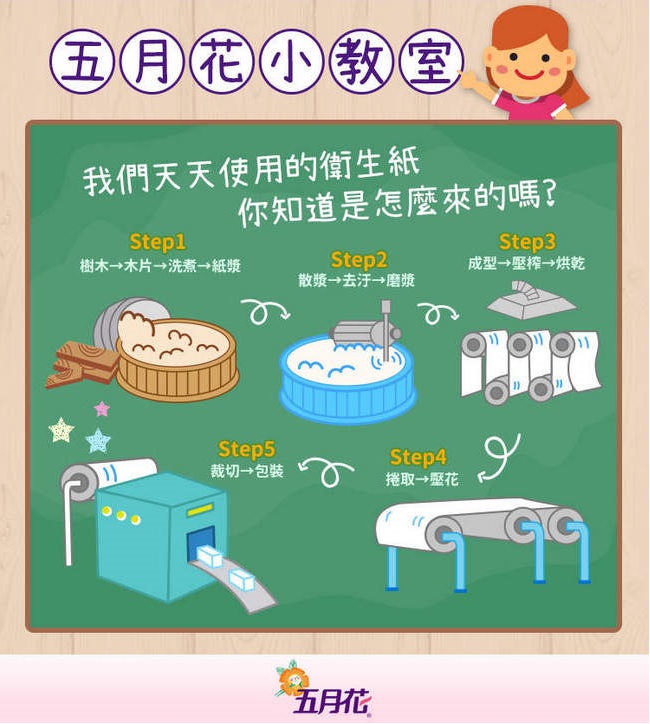 五月花小教室
我們天天使用的衛生紙
你知道是怎麼來的嗎?
Step1
樹木→木片→洗煮→紙漿
Step2
散漿→去汙→磨漿
Step3
成型→壓榨→烘乾
Step4
捲取→壓花
Step5
裁切→包裝
五月花